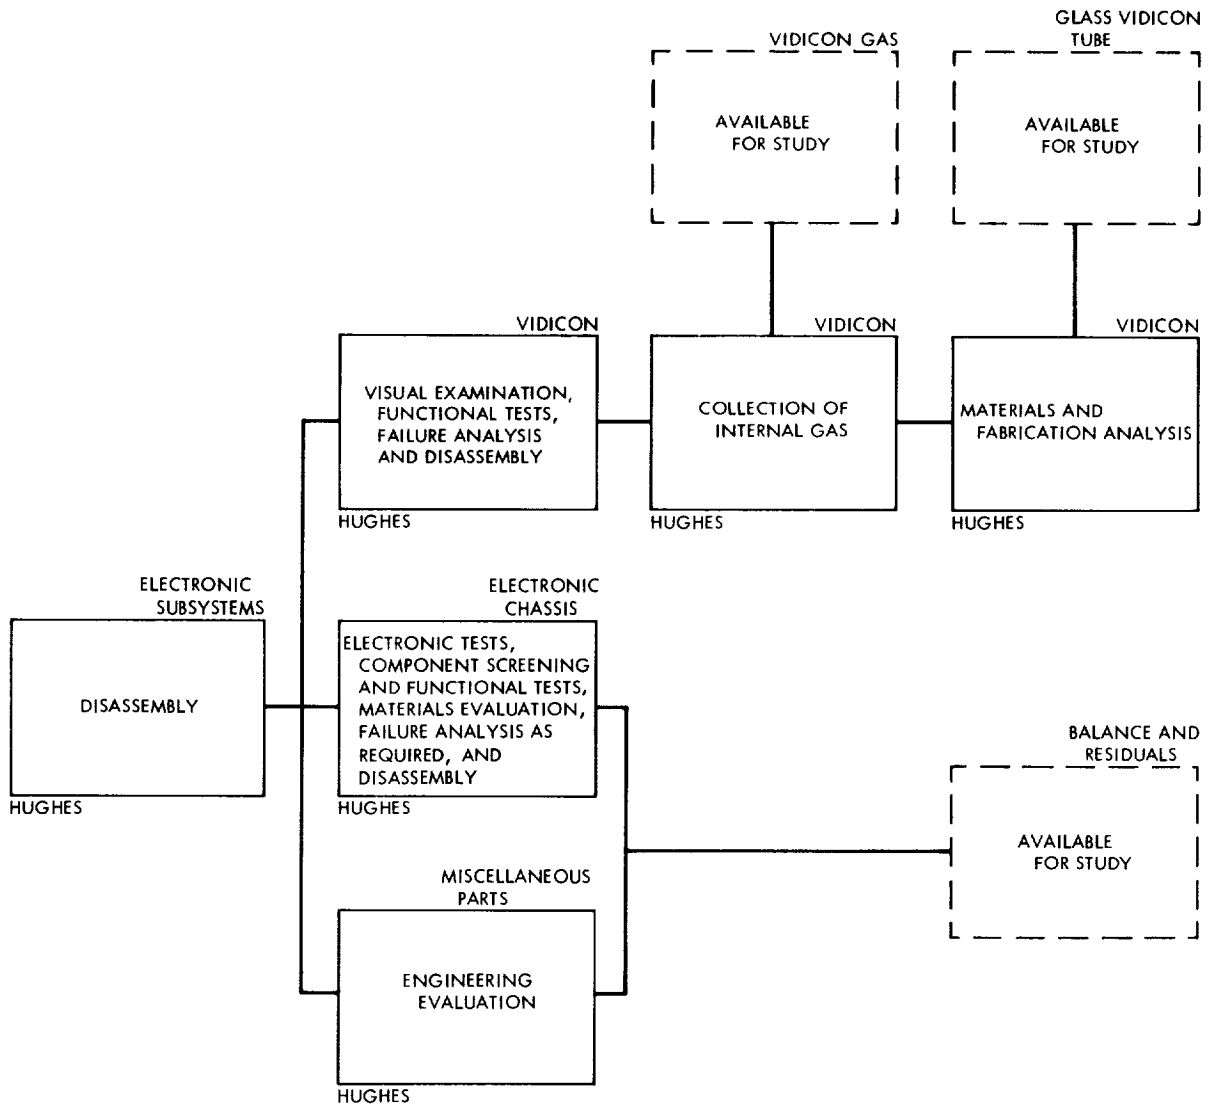 VIDICON GAS
AVAILABLE
FOR STUDY
GLASS VIDICON
TUBE
AVAILABLE
FOR STUDY
VIDICON
VISUAL EXAMINATION,
FUNCTIONAL TESTS,
FAILURE ANALYSIS
AND DISASSEMBLY
HUGHES
VIDICON
COLLECTION OF
INTERNAL GAS
HUGHES
VIDICON
MATERIALS AND
FABRICATION ANALYSIS
HUGHES
ELECTRONIC
SUBSYSTEMS
DISASSEMBLY
HUGHES
ELECTRONIC
CHASSIS
ELECTRONIC TESTS,
COMPONENT SCREENING
AND FUNCTIONAL TESTS,
MATERIALS EVALUATION,
FAILURE ANALYSIS AS
REQUIRED, AND
DISASSEMBLY
HUGHES
MISCELLANEOUS
PARTS
ENGINEERING
EVALUATION
HUGHES
BALANCE AND
RESIDUALS
AVAILABLE
FOR STUDY